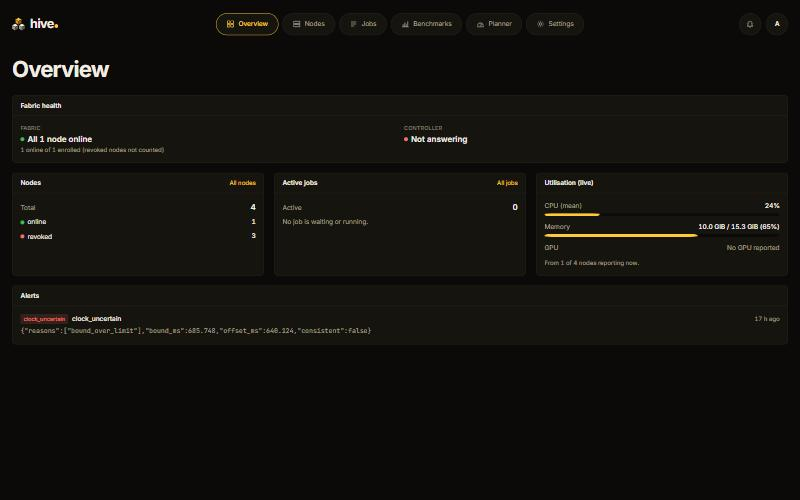 hive.
Overview
Nodes
Jobs
Benchmarks
Planner
Settings
A
Overview
Fabric health
FABRIC
All 1 node online
1 online of 1 enrolled (revoked nodes not counted)
CONTROLLER
Not answering
Nodes
All nodes
Total
4
online
1
revoked
3
Active jobs
All jobs
Active
0
No job is waiting or running.
Utilisation (live)
CPU (mean)
24%
Memory
10.0 GiB / 15.3 GiB (65%)
GPU
No GPU reported
From 1 of 4 nodes reporting now.
Alerts
clock_uncertain
clock_uncertain
17 h ago
{"reasons":["bound_over_limit"],"bound_ms":685.748,"offset_ms":640.124,"consistent":false}